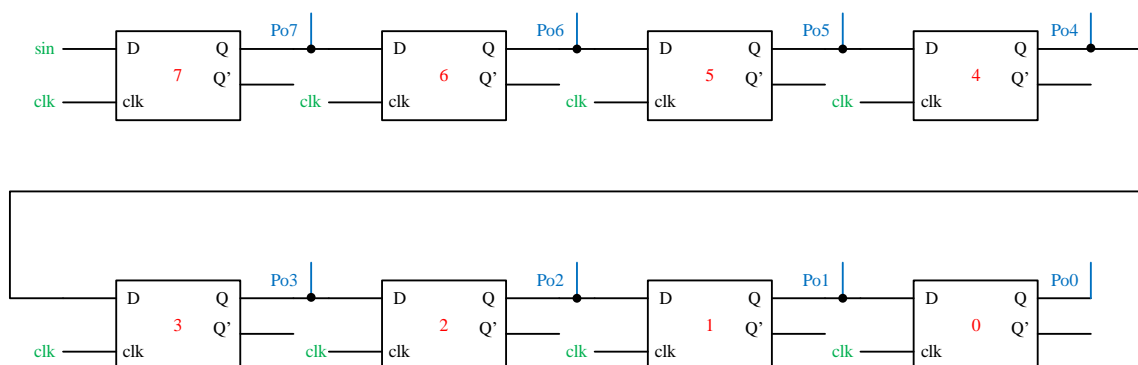 Po7 Po6 Po5 Po4
sin D Q D Q D Q D Q
7 Q’ 6 Q’ 5 Q’ 4 Q’
clk clk clk clk clk clk clk clk
Po3 Po2 Po1 Po0
D Q D Q D Q D Q
3 Q’ 2 Q’ 1 Q’ 0 Q’
clk clk clk clk clk clk clk clk